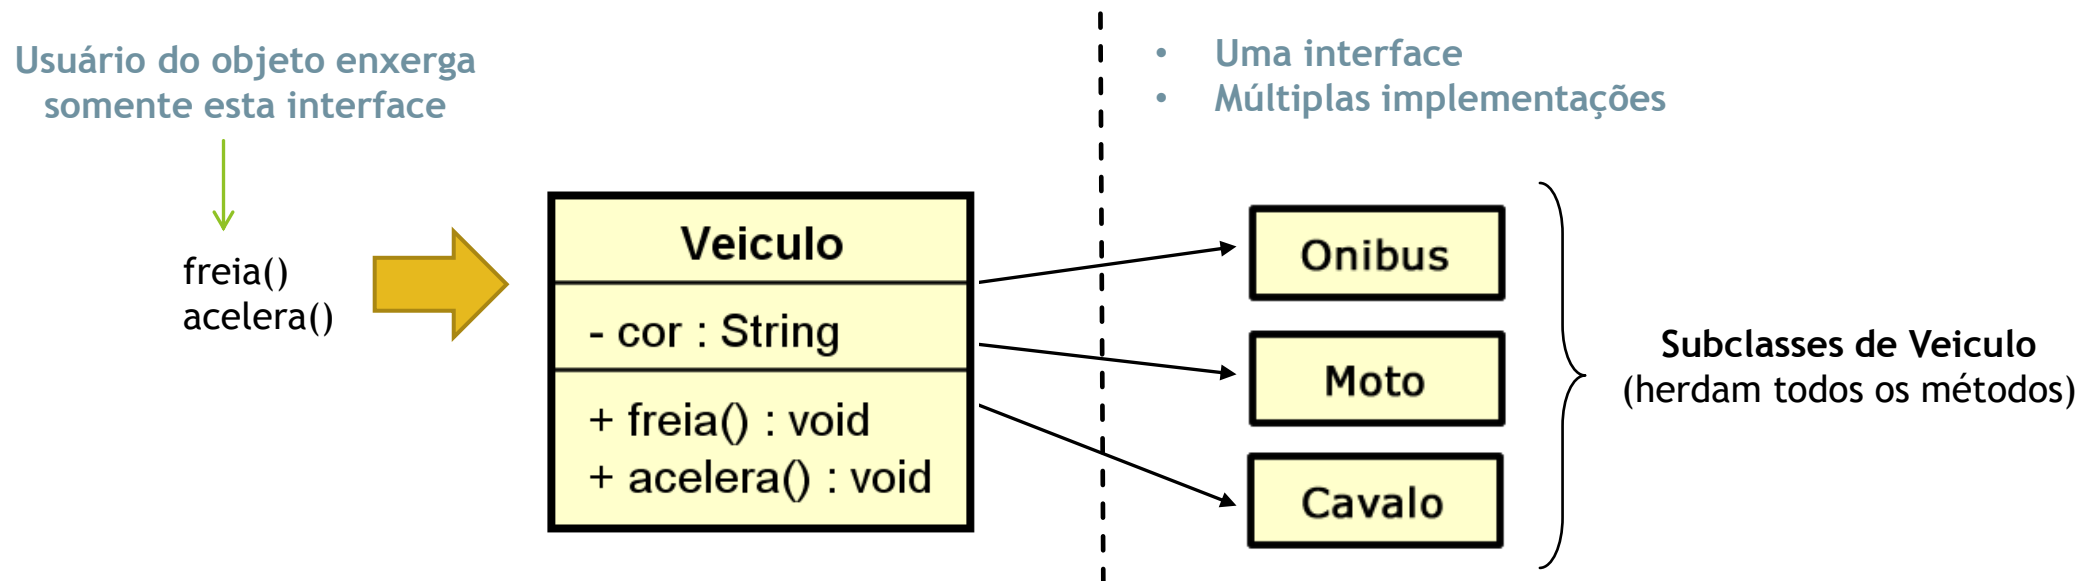 Usuário do objeto enxerga
somente esta interface
freia()
acelera()
Veiculo
- cor : String
+ freia() : void
+ acelera() : void
• Uma interface
• Múltiplas implementações
Onibus
Moto
Cavalo
Subclasses de Veiculo
(herdam todos os métodos)